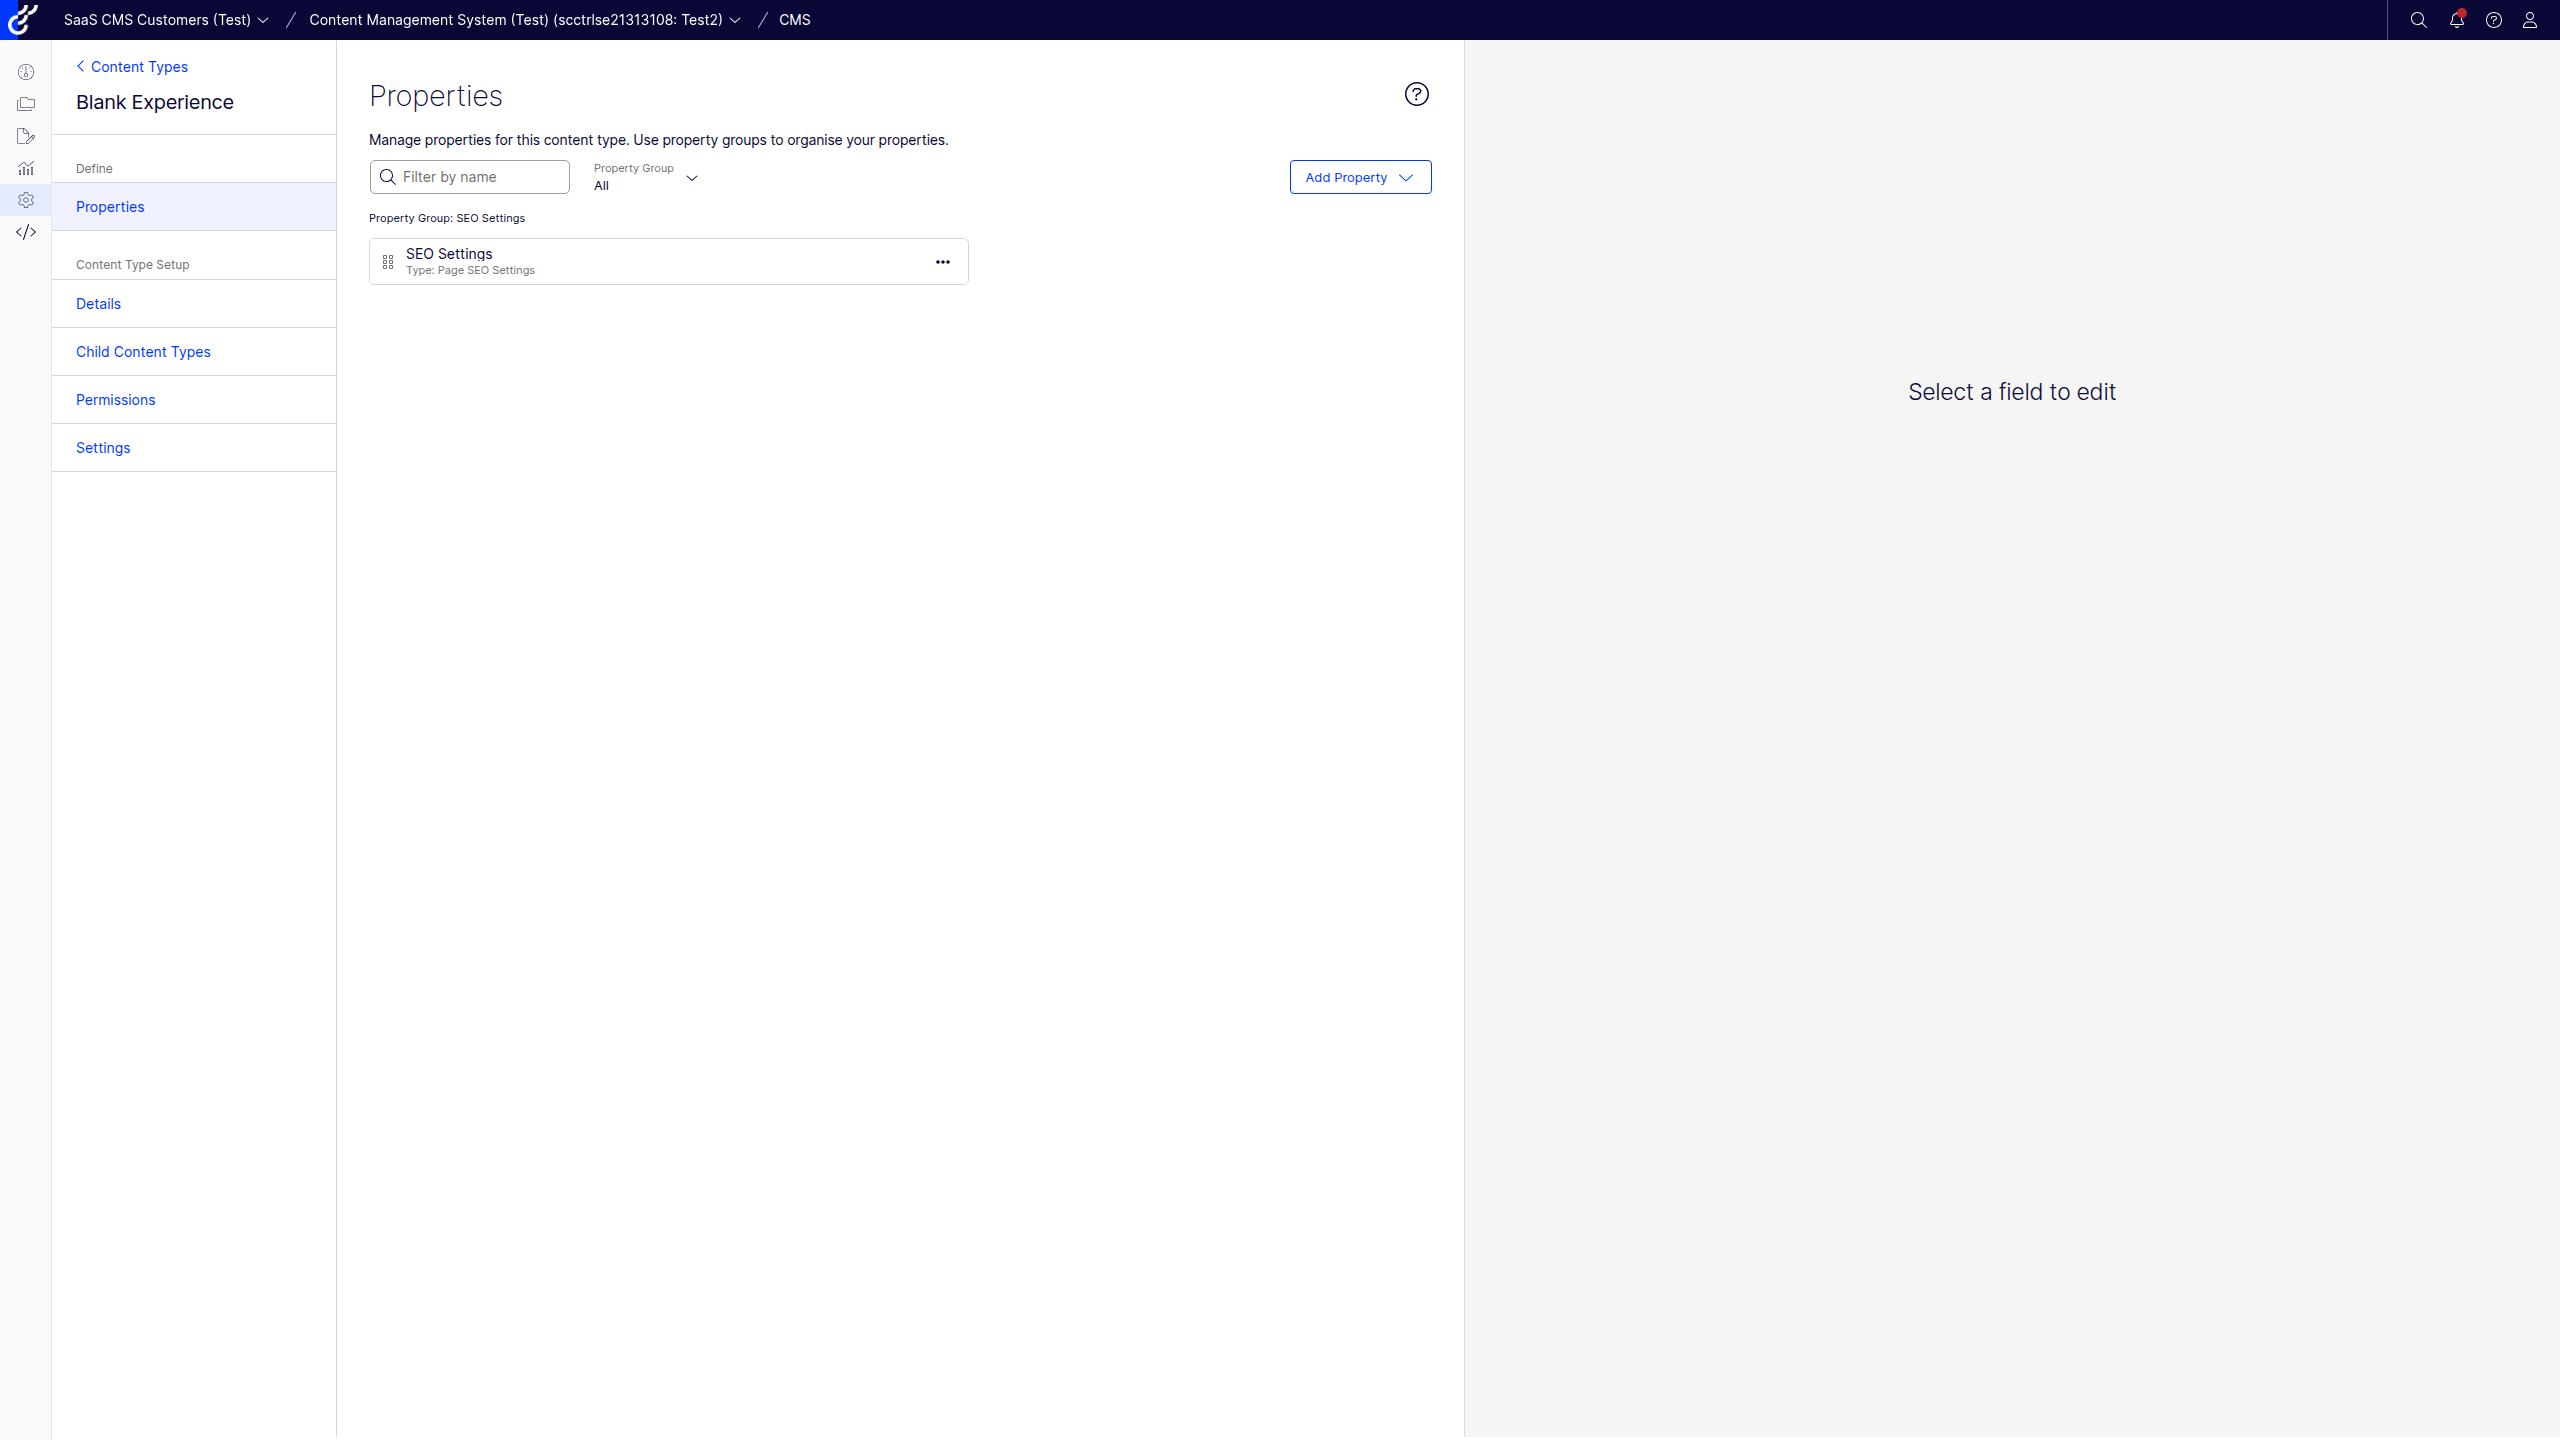 SaaS CMS Customers (Test) / Content Management System (Test) (scctrlse21313108: Test2) / CMS
Content Types
Blank Experience
Define
Properties
Content Type Setup
Details
Child Content Types
Permissions
Settings
Properties
Manage properties for this content type. Use property groups to organise your properties.
Filter by name
Property Group
All
Add Property
Property Group: SEO Settings
SEO Settings
Type: Page SEO Settings
Select a field to edit